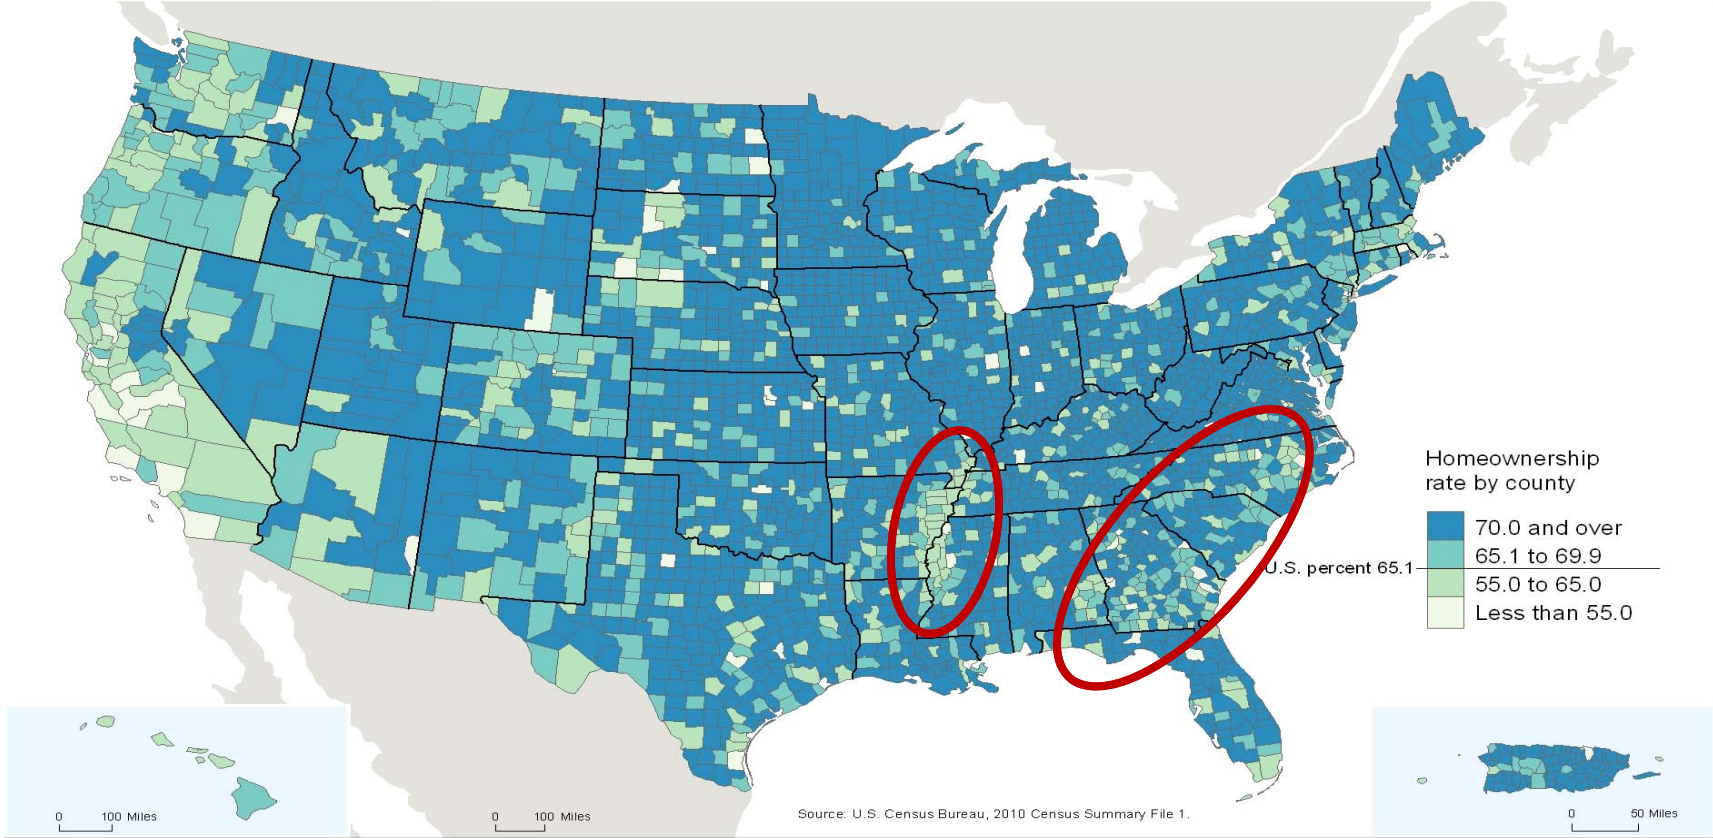 Homeownership
rate by county
70.0 and over
65.1 to 69.9
U.S. percent 65.1
55.0 to 65.0
Less than 55.0
Source: U.S. Census Bureau, 2010 Census Summary File 1.
0 100 Miles
0 100 Miles
0 50 Miles